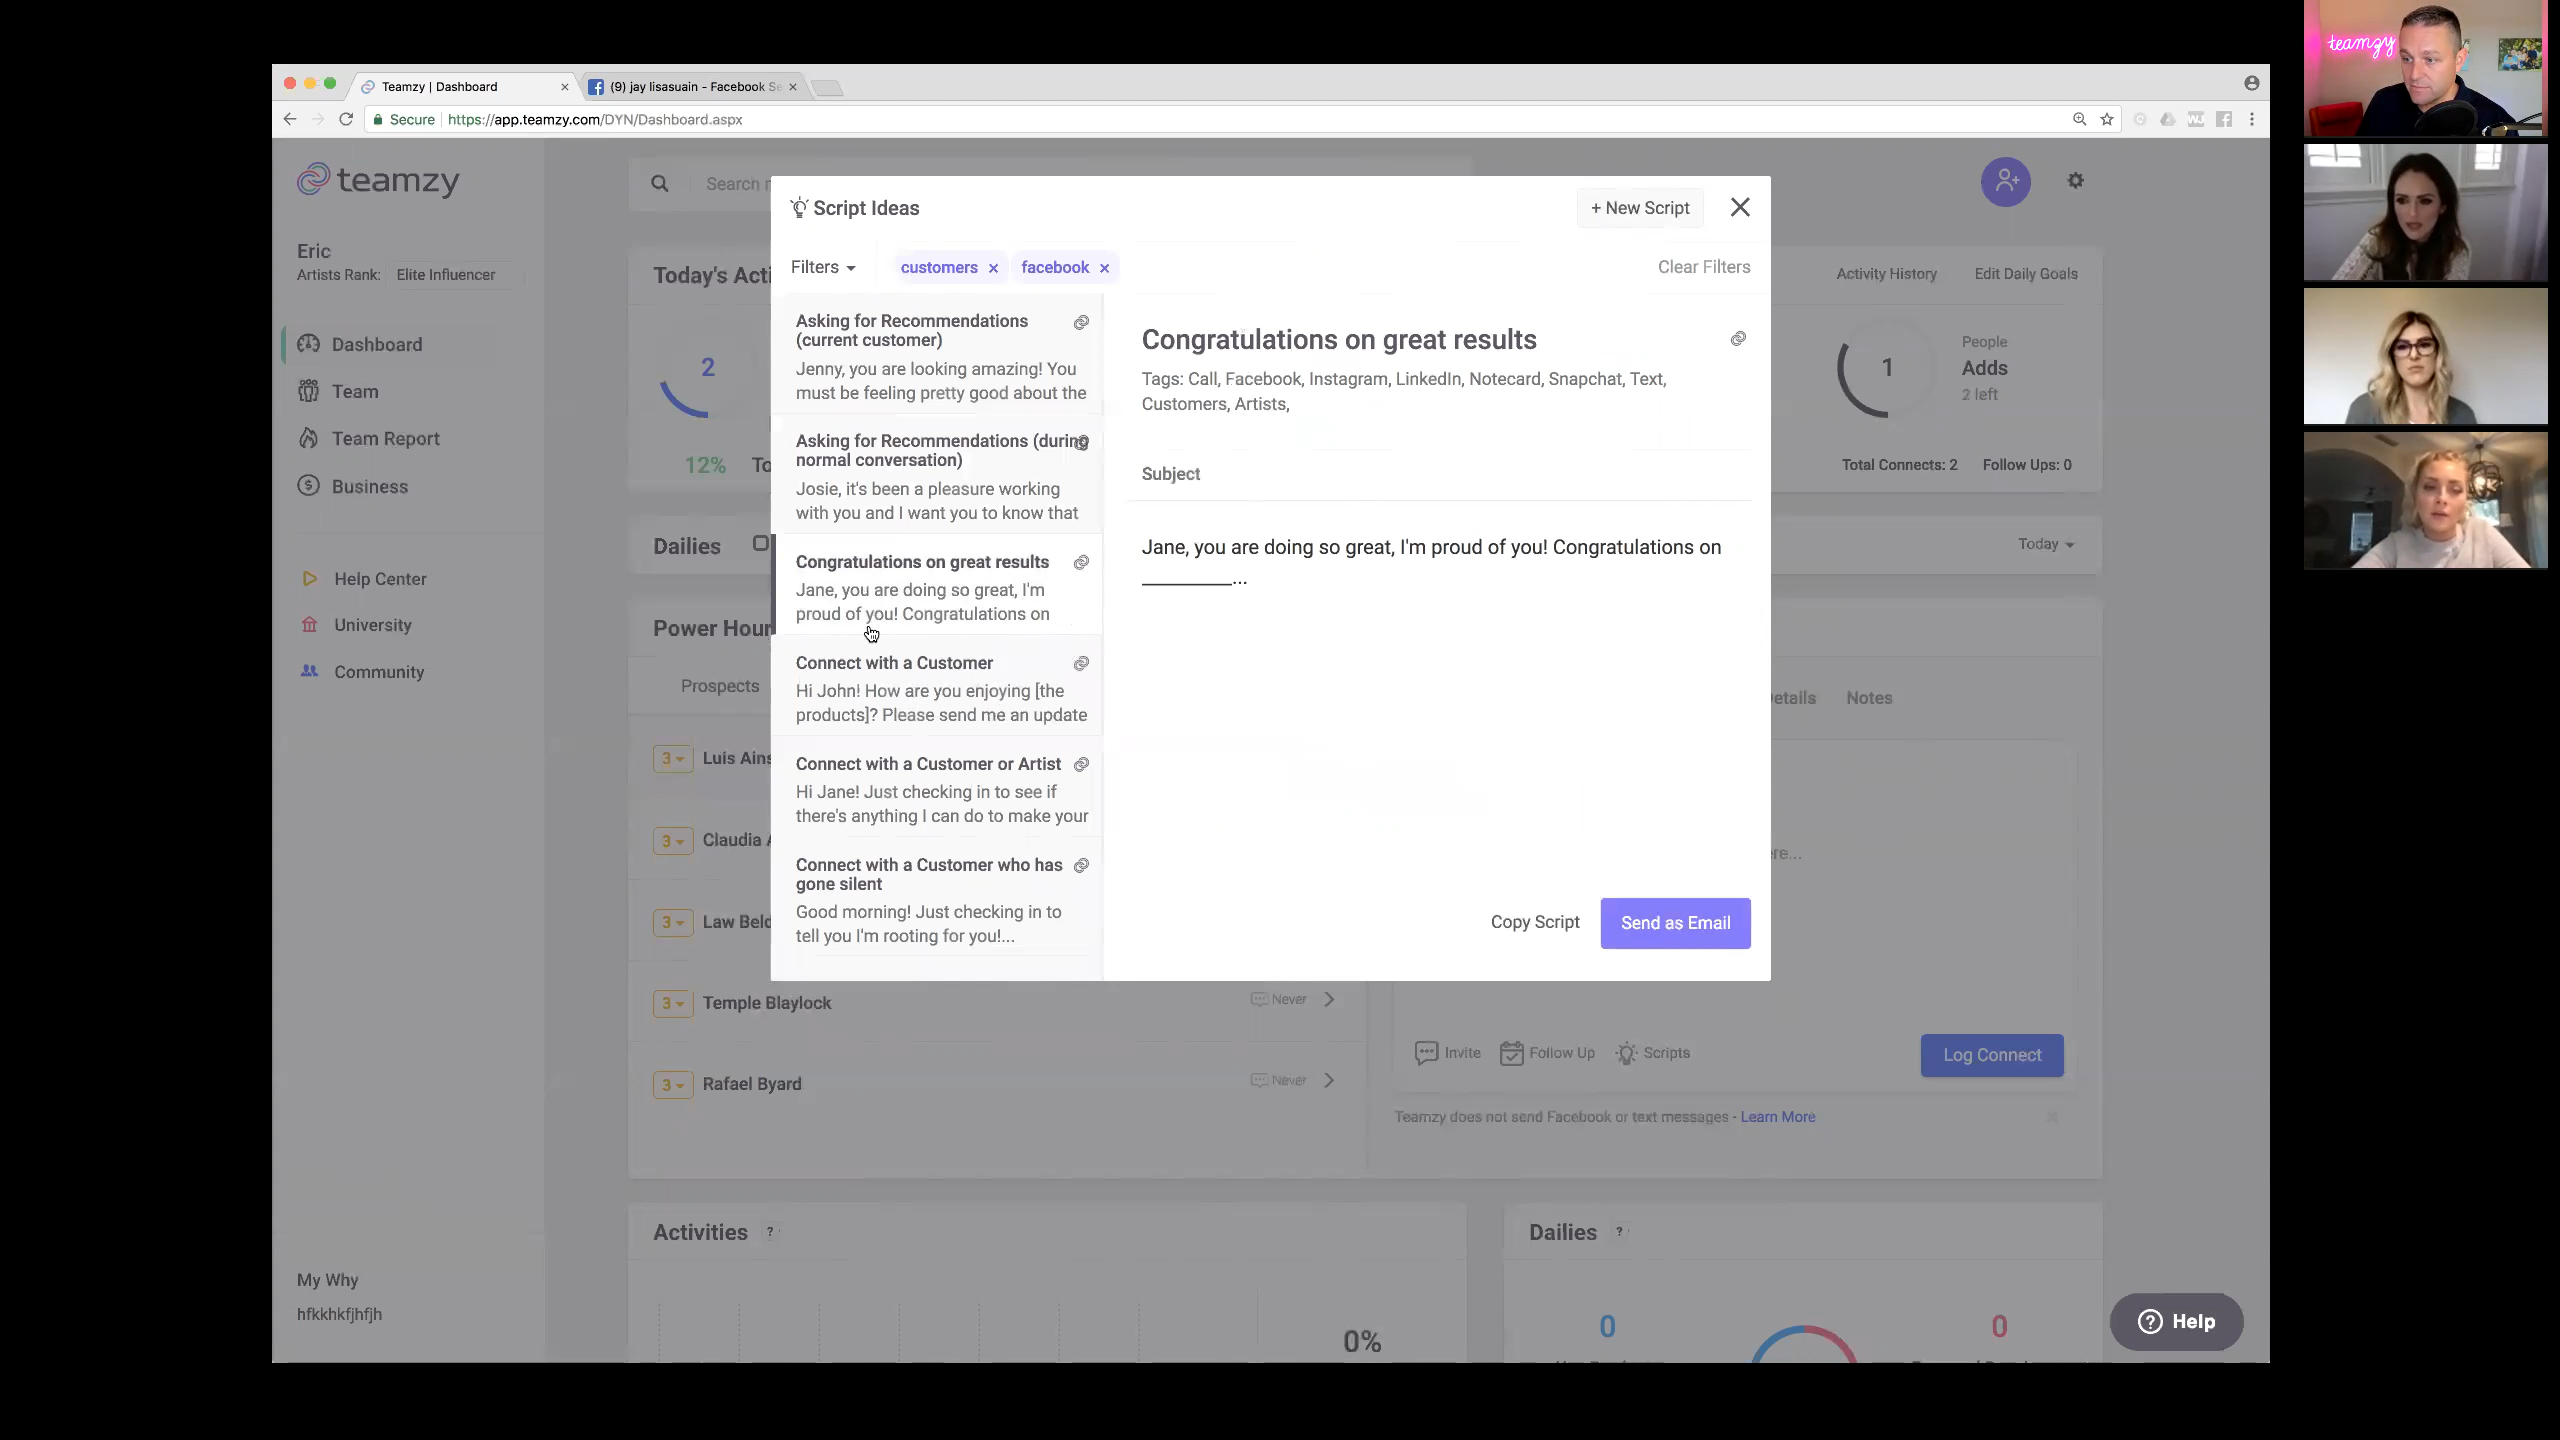 Teamzy | Dashboard
(9) jay lisasuain - Facebook Se
Secure
https://app.teamzy.com/DYN/Dashboard.aspx
teamzy
teamzy
Eric
Artists Rank: Elite Influencer
Dashboard
Team
Team Report
Business
Help Center
University
Community
My Why
hfkkhkfjhfjh
Search
Today's Acti
2
12%
To
Activity History
Edit Daily Goals
1
People
Adds
2 left
Total Connects: 2
Follow Ups: 0
Dailies
Today
Power Hour
Prospects
Details
Notes
3
Luis Ains
3
Claudia A
3
Law Beld
3
Temple Blaylock
Never
3
Rafael Byard
Never
Script Ideas
+ New Script
Filters
customers
facebook
Clear Filters
Asking for Recommendations
(current customer)
Jenny, you are looking amazing! You
must be feeling pretty good about the
Asking for Recommendations (during
normal conversation)
Josie, it's been a pleasure working
with you and I want you to know that
Congratulations on great results
Jane, you are doing so great, I'm
proud of you! Congratulations on
Connect with a Customer
Hi John! How are you enjoying [the
products]? Please send me an update
Connect with a Customer or Artist
Hi Jane! Just checking in to see if
there's anything I can do to make your
Connect with a Customer who has
gone silent
Good morning! Just checking in to
tell you I'm rooting for you!...
Congratulations on great results
Tags: Call, Facebook, Instagram, LinkedIn, Notecard, Snapchat, Text,
Customers, Artists,
Subject
Jane, you are doing so great, I'm proud of you! Congratulations on
_________...
Copy Script
Send as Email
re...
Invite
Follow Up
Scripts
Log Connect
Teamzy does not send Facebook or text messages - Learn More
Activities ?
0%
Dailies ?
0
0
Help